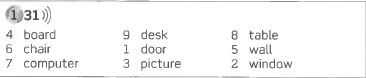 1.31
4 board 9 desk 8 table
6 chair 1 door 5 wall
7 computer 3 picture 2 window